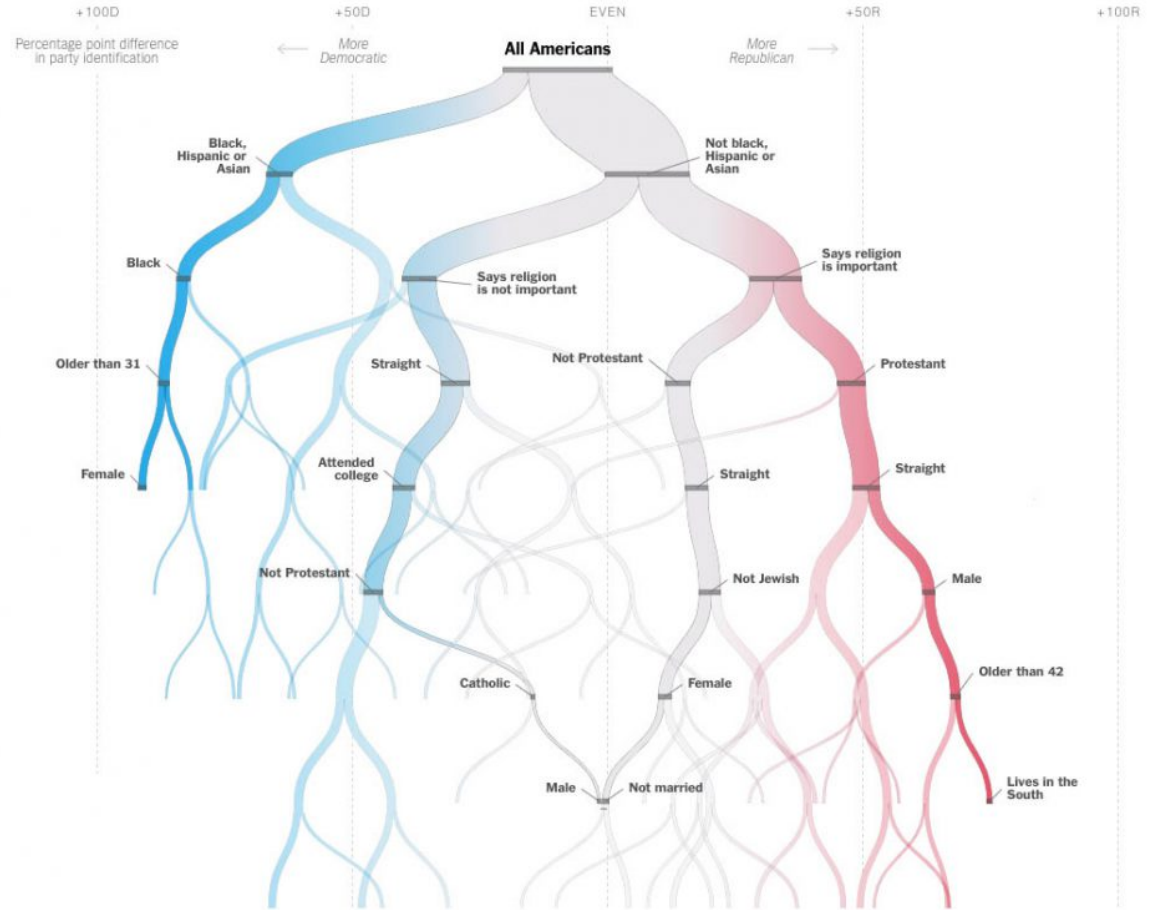 +100D
+50D
EVEN
+50R
+100R
Percentage point difference
in party identification
More
Democratic
All Americans
More
Republican
Black,
Hispanic or
Asian
Not black,
Hispanic or
Asian
Black
Says religion
is not important
Says religion
is important
Older than 31
Straight
Not Protestant
Protestant
Female
Attended
college
Straight
Straight
Not Protestant
Not Jewish
Male
Catholic
Female
Older than 42
Male
Not married
Lives in the
South